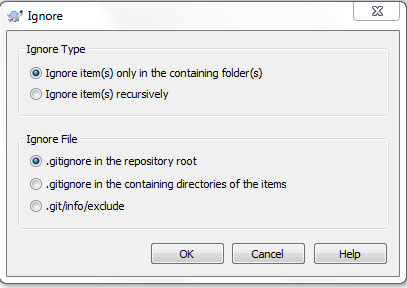 Ignore
Ignore Type
Ignore item(s) only in the containing folder(s)
Ignore item(s) recursively
Ignore File
.gitignore in the repository root
.gitignore in the containing directories of the items
.git/info/exclude
OK Cancel Help